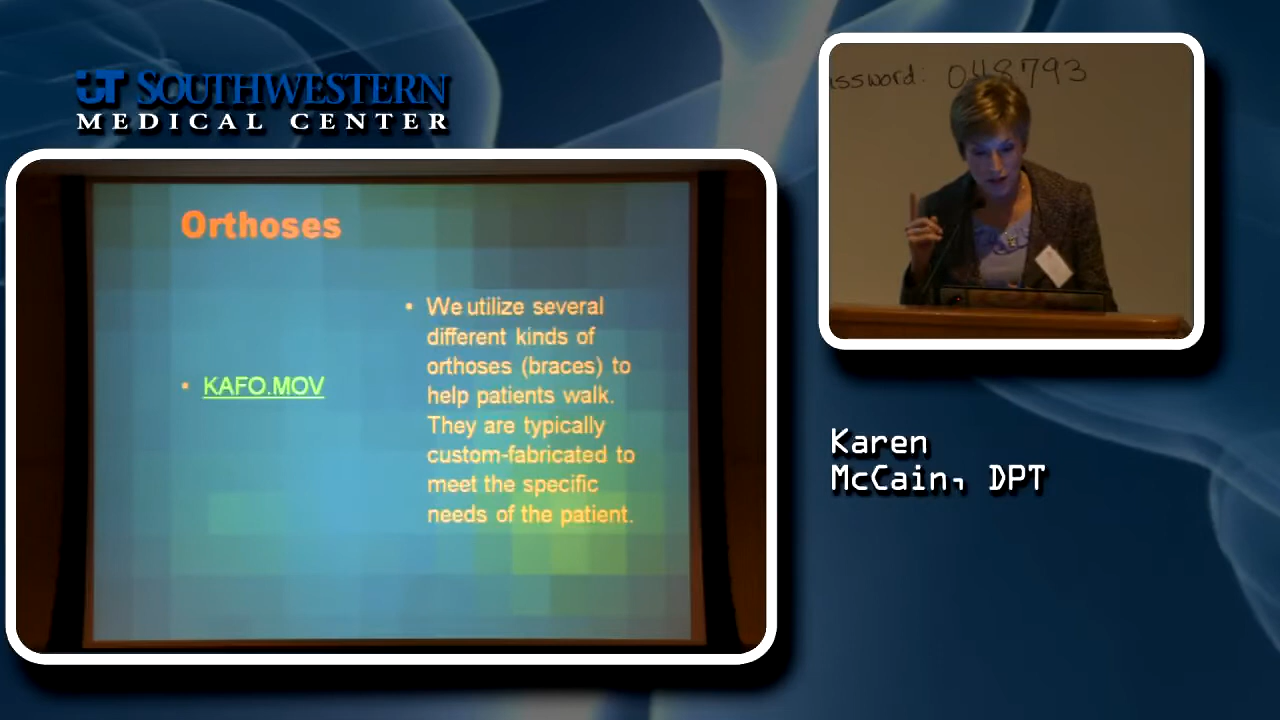 UT SOUTHWESTERN
MEDICAL CENTER
Orthoses
• KAFO.MOV
• We utilize several
different kinds of
orthoses (braces) to
help patients walk.
They are typically
custom-fabricated to
meet the specific
needs of the patient.
assword: 048793
Karen
McCain, DPT